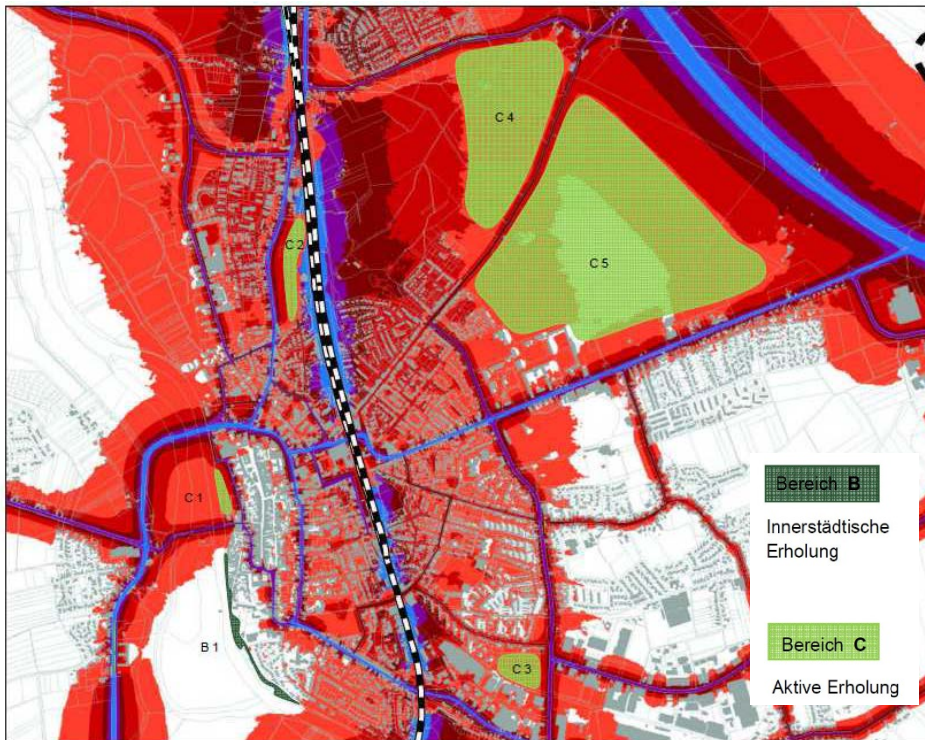 C 4
C 2
C 5
C 1
B 1
C 3
Bereich B
Innerstädtische
Erholung
Bereich C
Aktive Erholung